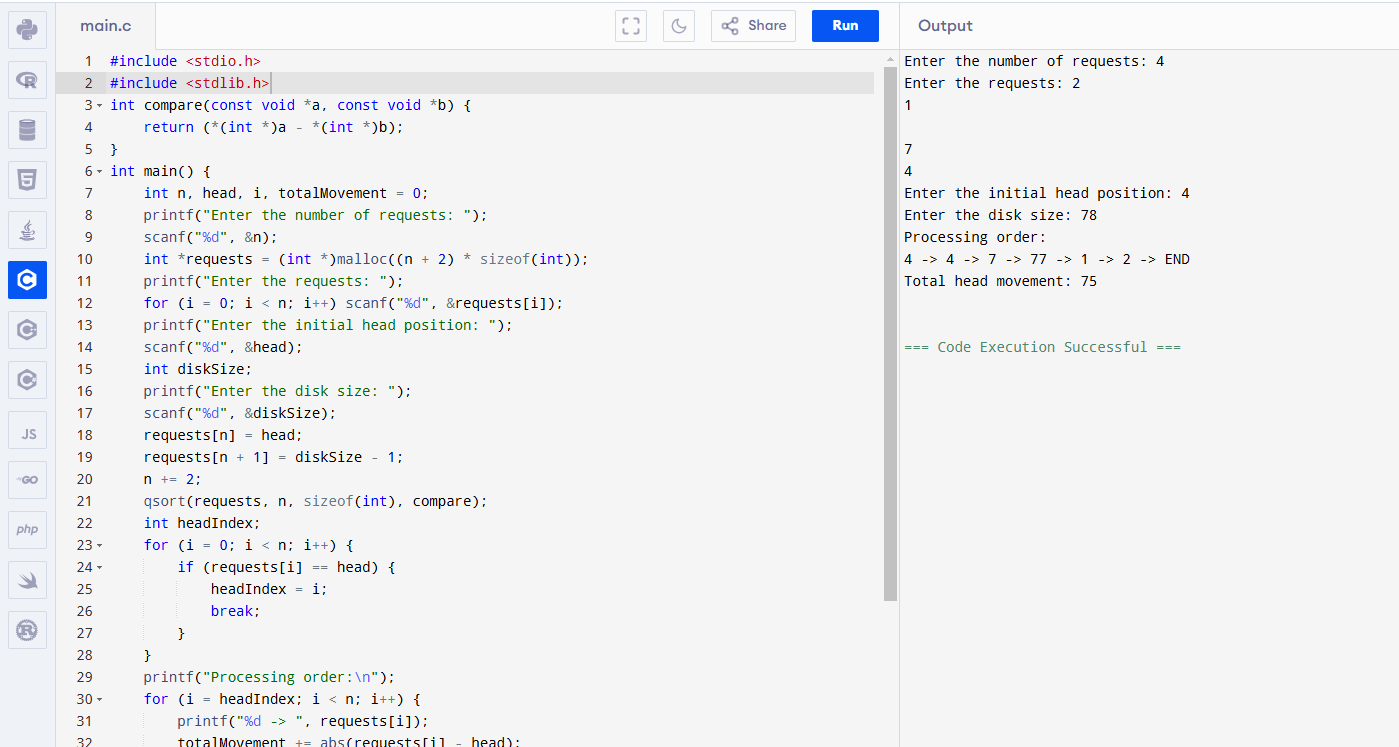 main.c
Share
Run
Output
1 #include <stdio.h>
2 #include <stdlib.h>
3 int compare(const void *a, const void *b) {
4     return (*(int *)a - *(int *)b);
5 }
6 int main() {
7     int n, head, i, totalMovement = 0;
8     printf("Enter the number of requests: ");
9     scanf("%d", &n);
10     int *requests = (int *)malloc((n + 2) * sizeof(int));
11     printf("Enter the requests: ");
12     for (i = 0; i < n; i++) scanf("%d", &requests[i]);
13     printf("Enter the initial head position: ");
14     scanf("%d", &head);
15     int diskSize;
16     printf("Enter the disk size: ");
17     scanf("%d", &diskSize);
18     requests[n] = head;
19     requests[n + 1] = diskSize - 1;
20     n += 2;
21     qsort(requests, n, sizeof(int), compare);
22     int headIndex;
23     for (i = 0; i < n; i++) {
24         if (requests[i] == head) {
25             headIndex = i;
26             break;
27         }
28     }
29     printf("Processing order:\n");
30     for (i = headIndex; i < n; i++) {
31         printf("%d -> ", requests[i]);
32         totalMovement += abs(requests[i] - head);
Enter the number of requests: 4
Enter the requests: 2
1
7
4
Enter the initial head position: 4
Enter the disk size: 78
Processing order:
4 -> 4 -> 7 -> 77 -> 1 -> 2 -> END
Total head movement: 75
=== Code Execution Successful ===
R
5
C
C
C
JS
GO
php
R